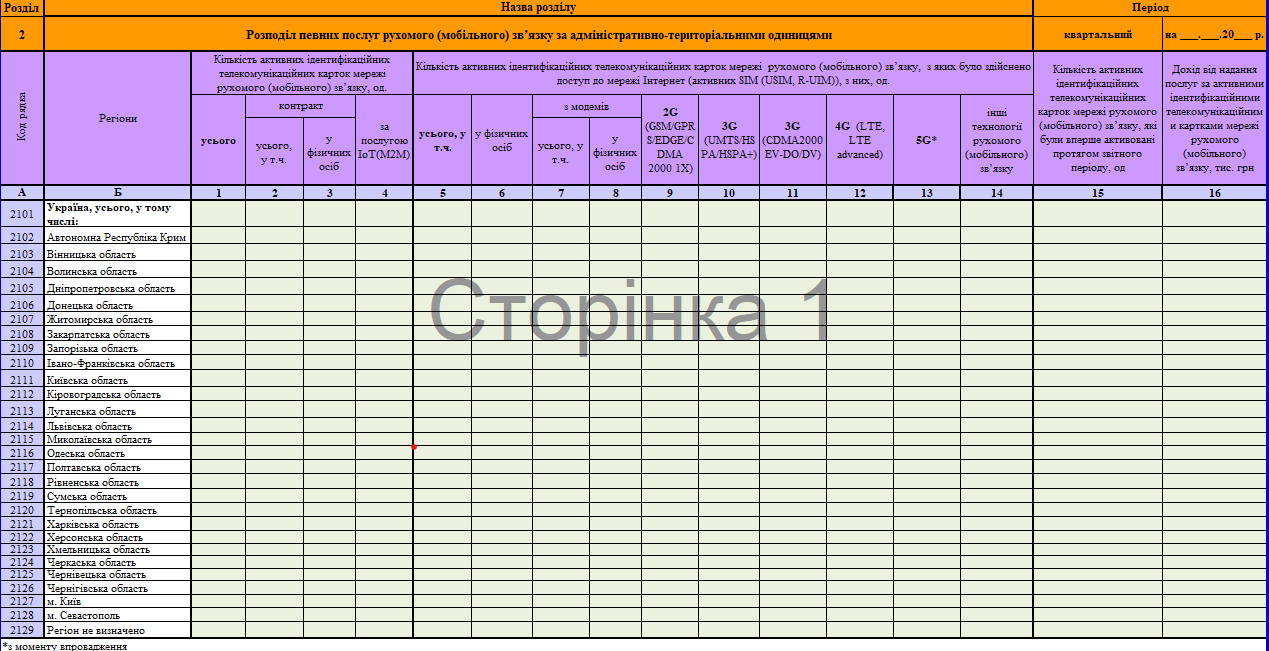 Розділ Назва розділу Період
2 Розподіл певних послуг рухомого (мобільного) зв’язку за адміністративно-територіальними одиницями квартальний на ___.___.20___ р.
Код рядка
Регіони
Кількість активних ідентифікаційних
телекомунікаційних карток мережі
рухомого (мобільного) зв’язку, од.
усього
контракт
усього,
у т.ч.
у
фізичних
осіб
за
послугою
IoT(M2M)
Кількість активних ідентифікаційних телекомунікаційних карток мережі рухомого (мобільного) зв’язку, з яких було здійснено
доступ до мережі Інтернет (активних SIM (USIM, R-UIM)), з них, од.
усього, у
т.ч.
у фізичних
осіб
з модемів
усього, у
т.ч.
у
фізичних
осіб
2G
(GSM/GPR
S/EDGE/C
DMA
2000 1X)
3G
(UMTS/HS
PA/HSPA+)
3G
(CDMA2000
EV-DO/DV)
4G (LTE,
LTE
advanced)
5G*
інші
технології
рухомого
(мобільного)
зв’язку
Кількість активних
ідентифікаційних
телекомунікаційних
карток мережі рухомого
(мобільного) зв’язку, які
були вперше активовані
протягом звітного
періоду, од
Дохід від надання
послуг за активними
ідентифікаційними
телекомунікаційним
и картками мережі
рухомого
(мобільного)
зв’язку, тис. грн
А Б 1 2 3 4 5 6 7 8 9 10 11 12 13 14 15 16
2101 Україна, усього, у тому
числі:
2102 Автономна Республіка Крим
2103 Вінницька область
2104 Волинська область
2105 Дніпропетровська область
2106 Донецька область
2107 Житомирська область
2108 Закарпатська область
2109 Запорізька область
2110 Івано-Франківська область
2111 Київська область
2112 Кіровоградська область
2113 Луганська область
2114 Львівська область
2115 Миколаївська область
2116 Одеська область
2117 Полтавська область
2118 Рівненська область
2119 Сумська область
2120 Тернопільська область
2121 Харківська область
2122 Херсонська область
2123 Хмельницька область
2124 Черкаська область
2125 Чернівецька область
2126 Чернігівська область
2127 м. Київ
2128 м. Севастополь
2129 Регіон не визначено
*з моменту впровадження
Сторінка 1